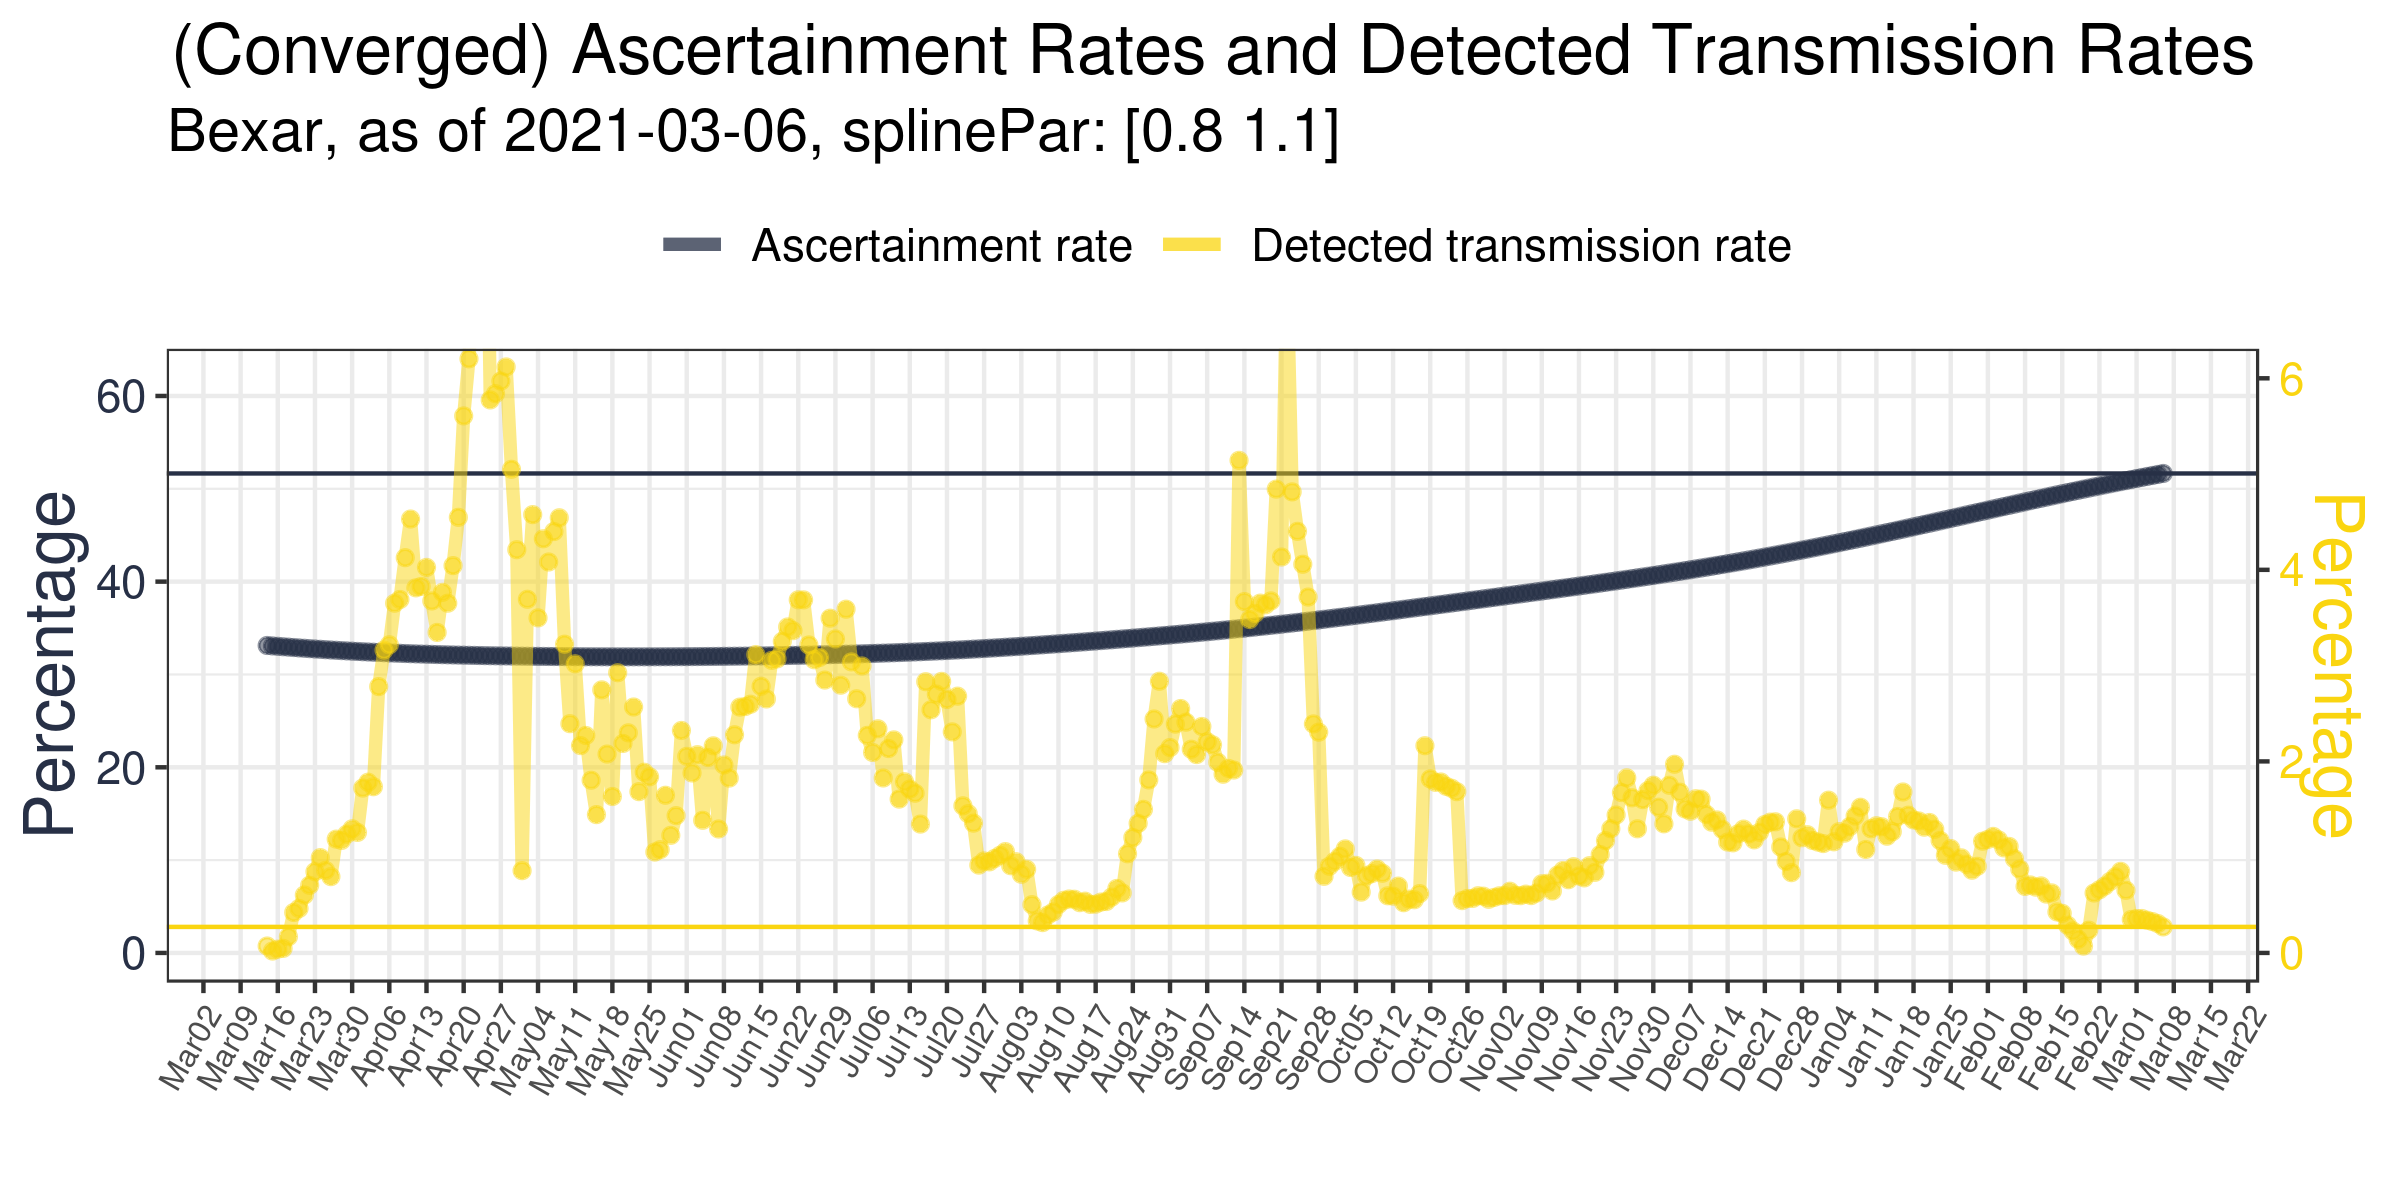 (Converged) Ascertainment Rates and Detected Transmission Rates
Bexar, as of 2021-03-06, splinePar: [0.8 1.1]
Ascertainment rate
Detected transmission rate
Percentage
60
40
20
0
6
4
2
0
Percentage
Mar02
Mar09
Mar16
Mar23
Mar30
Apr06
Apr13
Apr20
Apr27
May04
May11
May18
May25
Jun01
Jun08
Jun15
Jun22
Jun29
Jul06
Jul13
Jul20
Jul27
Aug03
Aug10
Aug17
Aug24
Aug31
Sep07
Sep14
Sep21
Sep28
Oct05
Oct12
Oct19
Oct26
Nov02
Nov09
Nov16
Nov23
Nov30
Nov07
Dec14
Dec21
Dec28
Dec04
Jan04
Jan11
Jan18
Jan25
Feb01
Feb08
Feb15
Feb22
Mar01
Mar08
Mar15
Mar22